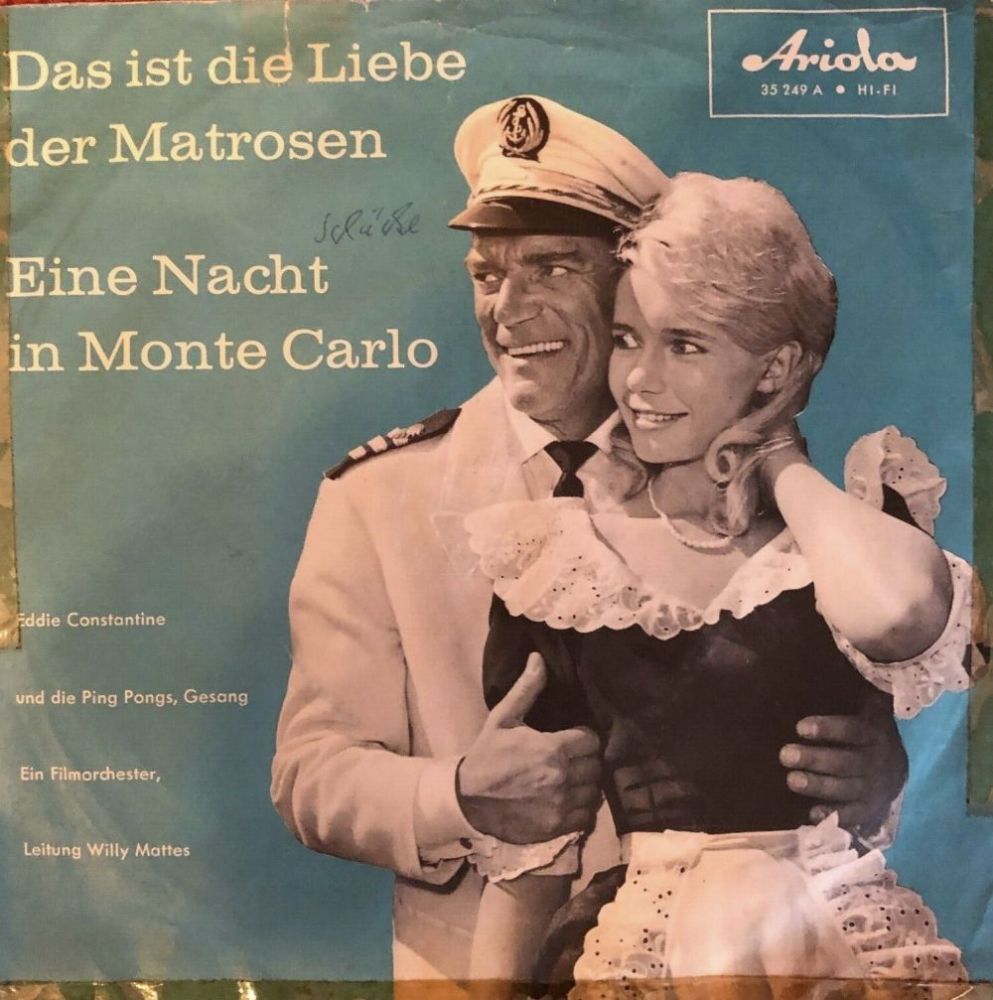 Das ist die Liebe
der Matrosen
Eine Nacht
in Monte Carlo
Ariola
35 249 A ● HI-FI
Eddie Constantine
und die Ping Pongs, Gesang
Ein Filmorchester,
Leitung Willy Mattes